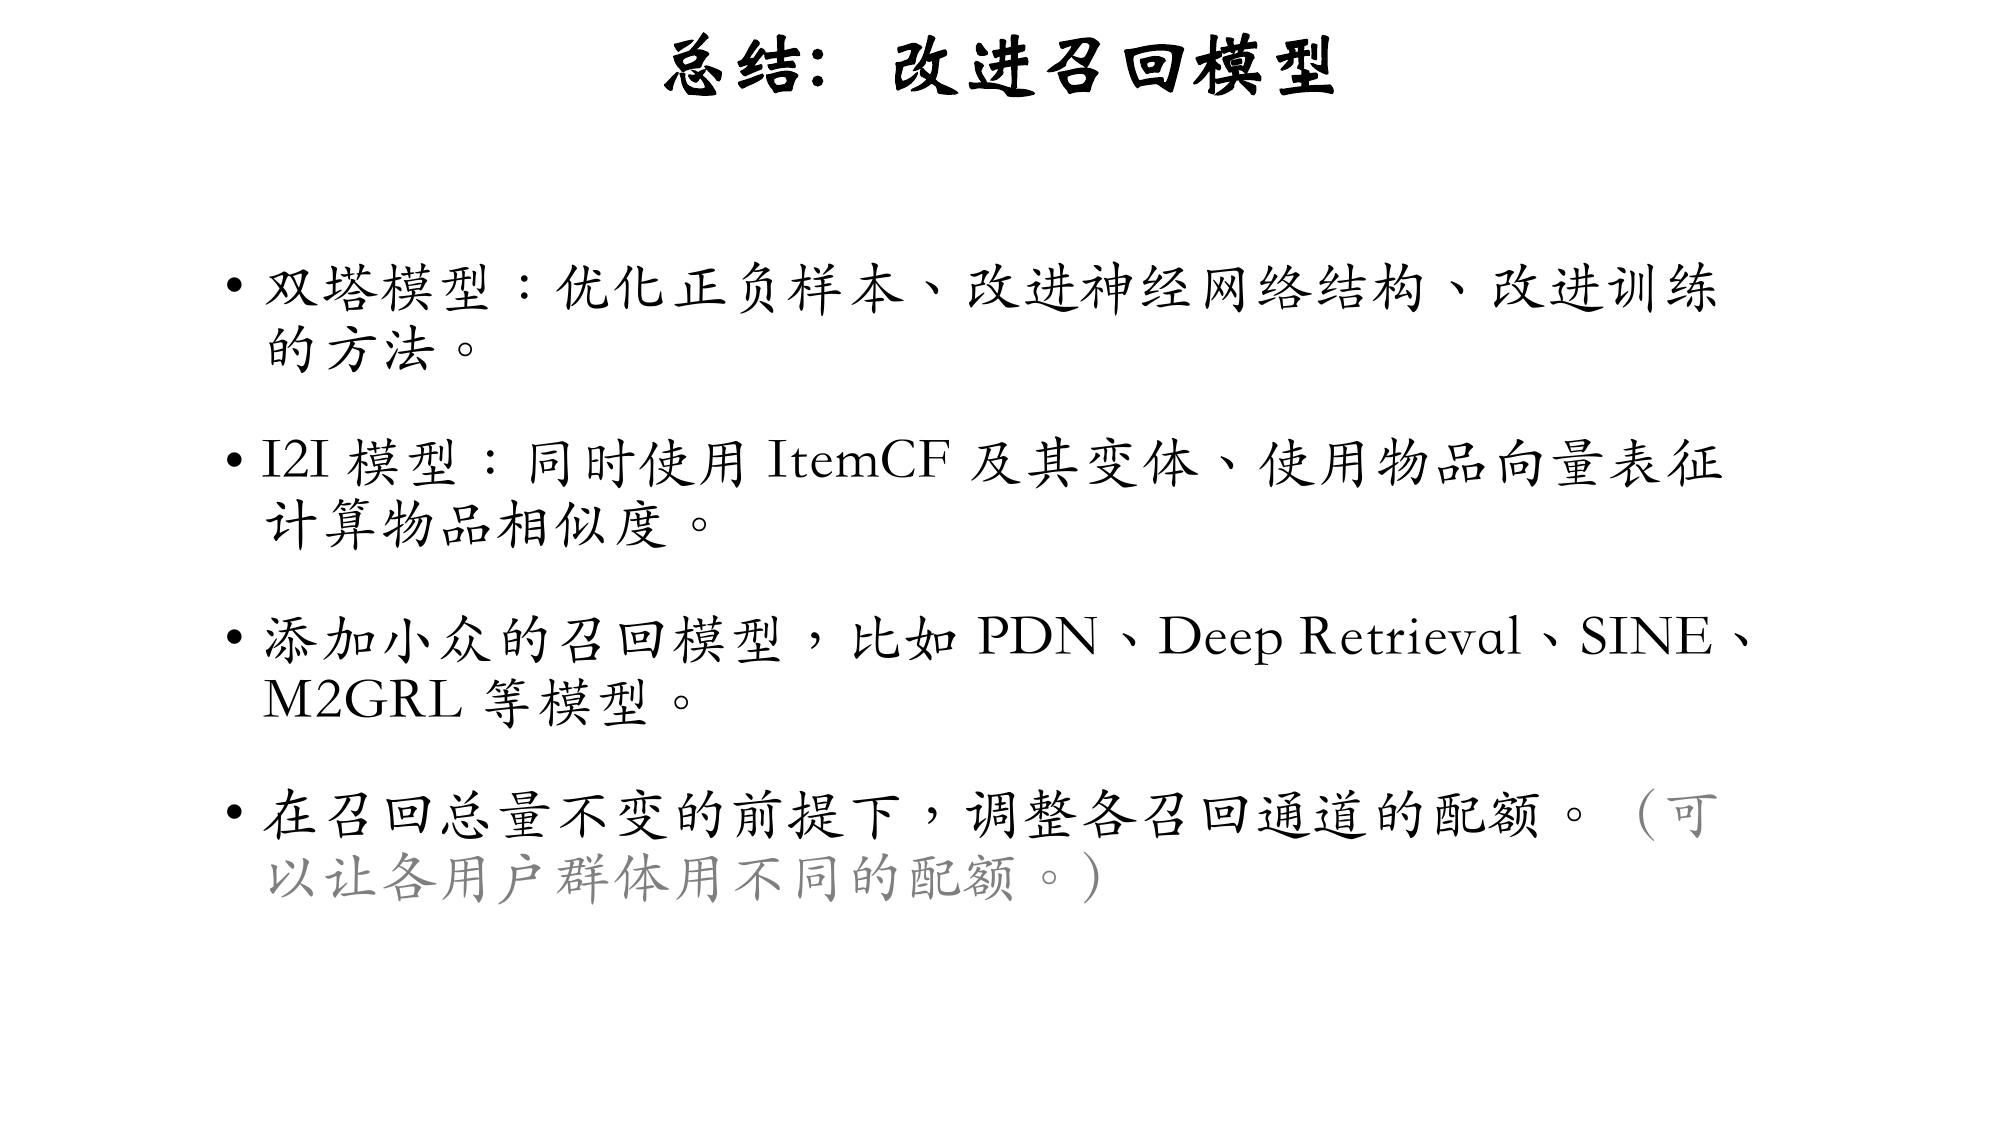 总结：改进召回模型
• 双塔模型：优化正负样本、改进神经网络结构、改进训练
的方法。
• I2I 模型：同时使用 ItemCF 及其变体、使用物品向量表征
计算物品相似度。
• 添加小众的召回模型，比如 PDN、Deep Retrieval、SINE、
M2GRL 等模型。
• 在召回总量不变的前提下，调整各召回通道的配额。（可
以让各用户群体用不同的配额。）